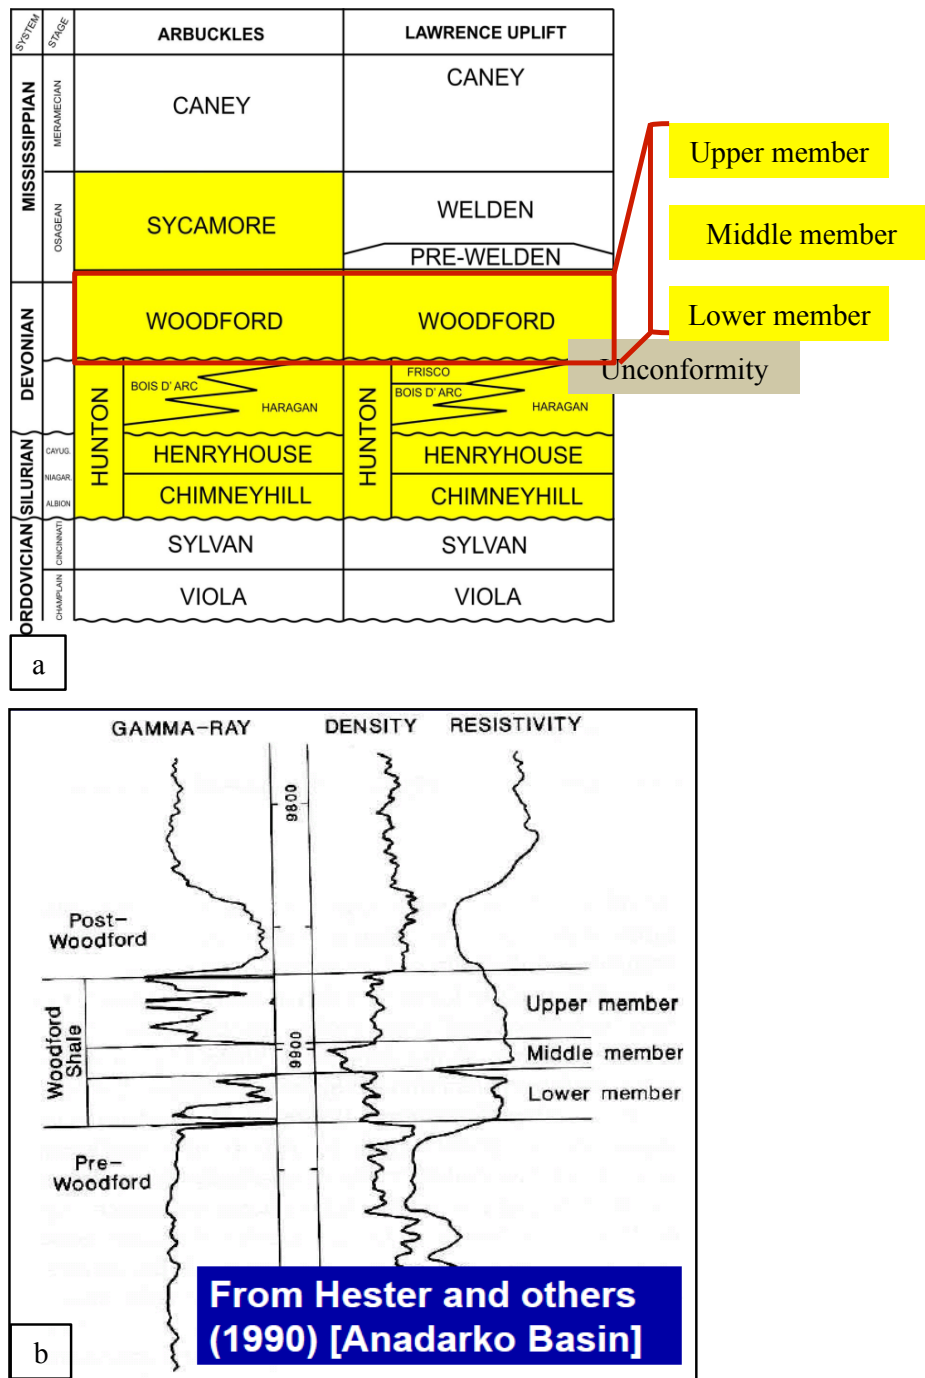 SYSTEM
STAGE
ARBUCKLES
LAWRENCE UPLIFT
MISSISSIPPIAN
MERAMECIAN
CANEY
CANEY
Upper member
OSAGEAN
SYCAMORE
WELDEN
PRE-WELDEN
Middle member
DEVONIAN
WOODFORD
WOODFORD
Lower member
Unconformity
HUNTON
BOIS D' ARC
HARAGAN
HUNTON
FRISCO
BOIS D' ARC
HARAGAN
SILURIAN
CAYUG.
HENRYHOUSE
HENRYHOUSE
NIAGAR.
ALBION
CHIMNEYHILL
CHIMNEYHILL
ORDOVICIAN
CINCINNATI
SYLVAN
SYLVAN
CHAMPLAIN
VIOLA
VIOLA
a
GAMMA-RAY
DENSITY
RESISTIVITY
9800
Post-
Woodford
Woodford
Shale
Upper member
9900
Middle member
Lower member
Pre-
Woodford
From Hester and others
(1990) [Anadarko Basin]
b